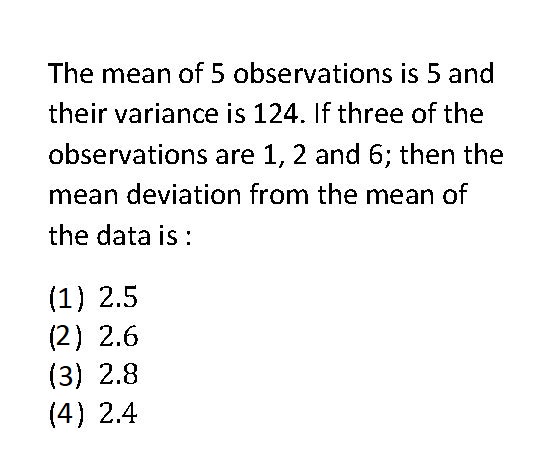 The mean of 5 observations is 5 and
their variance is 124. If three of the
observations are 1, 2 and 6; then the
mean deviation from the mean of
the data is :
(1) 2.5
(2) 2.6
(3) 2.8
(4) 2.4